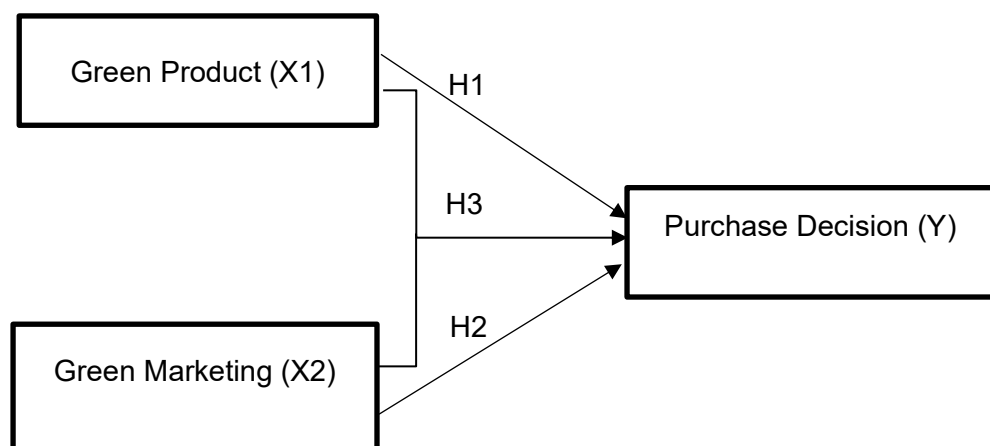 Green Product (X1)
H1
H3
Purchase Decision (Y)
H2
Green Marketing (X2)